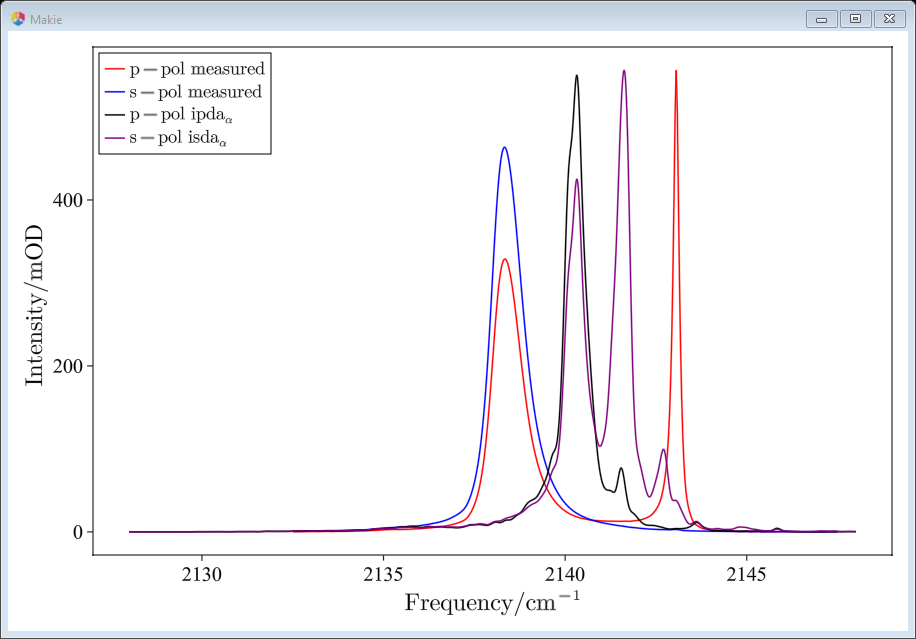 Makie
p − pol measured
s − pol measured
p − pol ipda_α
s − pol isda_α
Intensity/mOD
400
200
0
2130 2135 2140 2145
Frequency/cm⁻¹